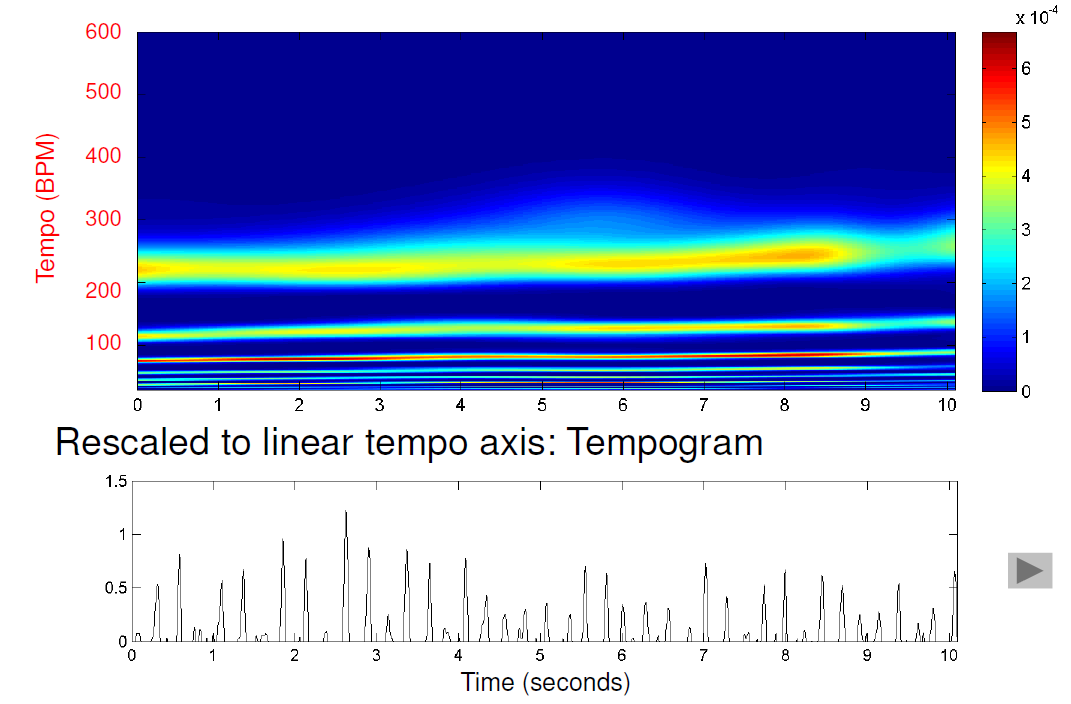 x 10-4
600
500
400
300
200
100
Tempo (BPM)
6
5
4
3
2
1
0
0 1 2 3 4 5 6 7 8 9 10
Rescaled to linear tempo axis: Tempogram
1.5
1
0.5
0
0 1 2 3 4 5 6 7 8 9 10
Time (seconds)